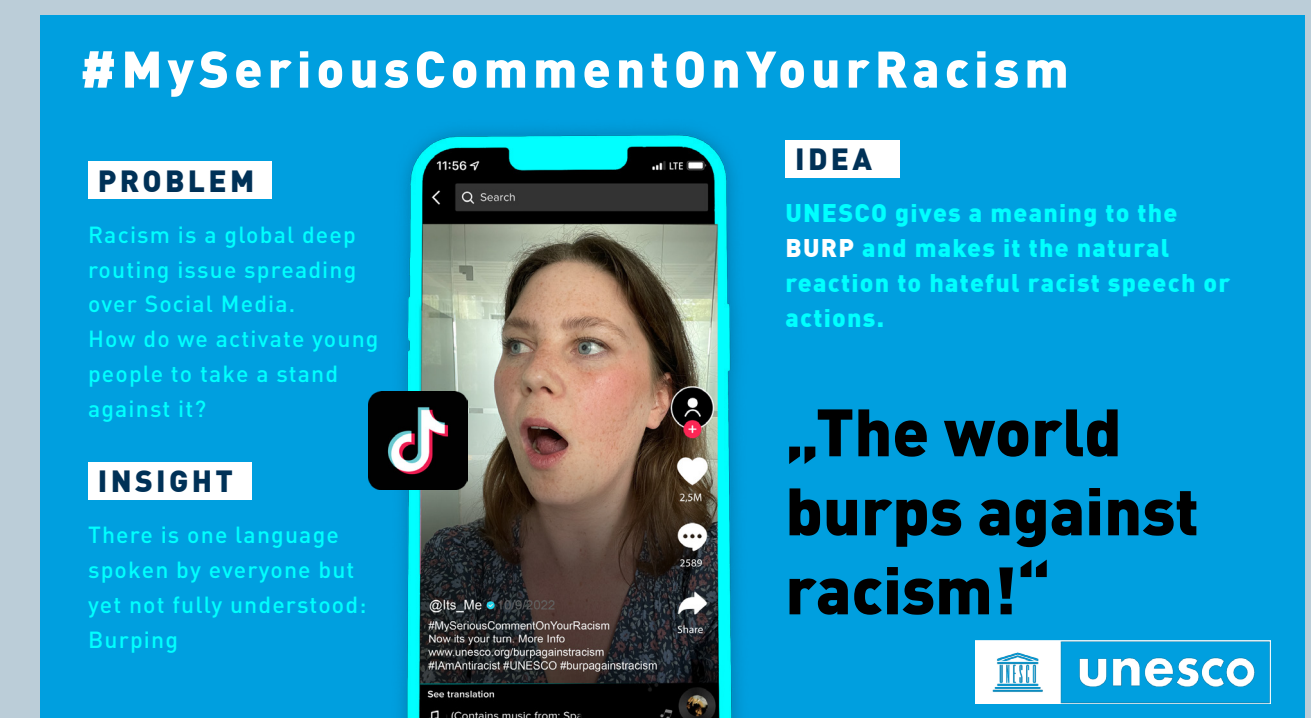 #MySeriousCommentOnYourRacism
PROBLEM
Racism is a global deep
routing issue spreading
over Social Media.
How do we activate young
people to take a stand
against it?
INSIGHT
There is one language
spoken by everyone but
yet not fully understood:
Burping
11:56
LTE
Search
2,5M
2589
Share
@Its_Me 10/9/2022
#MySeriousCommentOnYourRacism
Now its your turn. More Info
www.unesco.org/burpagainstracism
#IAmAntiracist #UNESCO #burpagainstracism
See translation
(Contains music from:
IDEA
UNESCO gives a meaning to the
BURP and makes it the natural
reaction to hateful racist speech or
actions.
„The world
burps against
racism!“
UNESCO
unesco